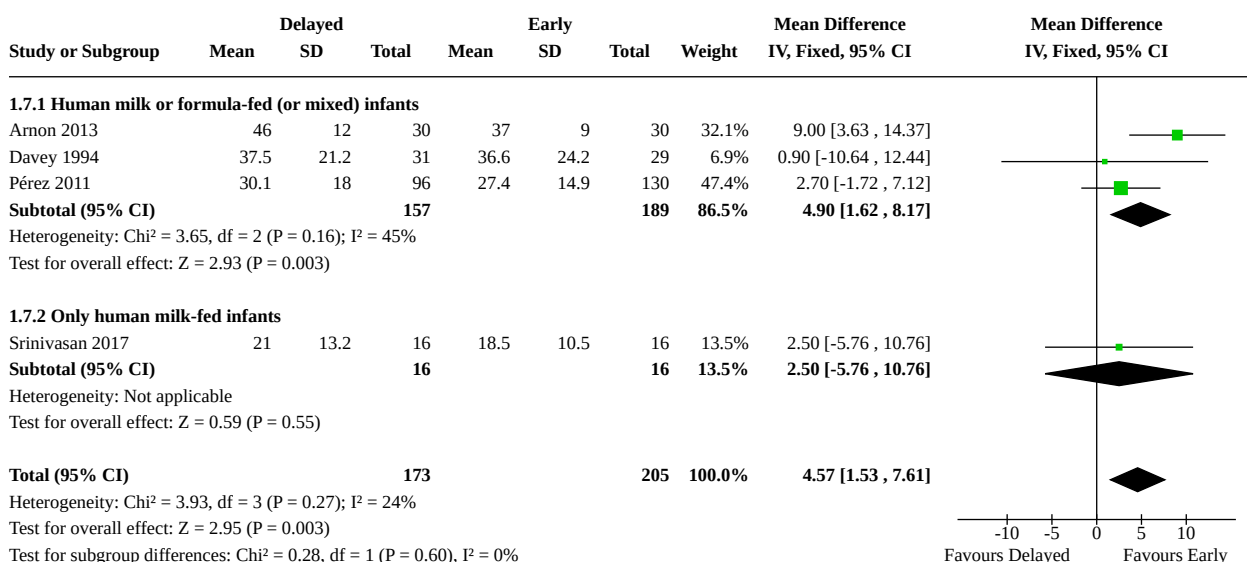 Delayed Early Mean Difference Mean Difference
Study or Subgroup Mean SD Total Mean SD Total Weight IV, Fixed, 95% CI IV, Fixed, 95% CI
1.7.1 Human milk or formula-fed (or mixed) infants
Arnon 2013 46 12 30 37 9 30 32.1% 9.00 [3.63 , 14.37]
Davey 1994 37.5 21.2 31 36.6 24.2 29 6.9% 0.90 [-10.64 , 12.44]
Pérez 2011 30.1 18 96 27.4 14.9 130 47.4% 2.70 [-1.72 , 7.12]
Subtotal (95% CI) 157 189 86.5% 4.90 [1.62 , 8.17]
Heterogeneity: Chi² = 3.65, df = 2 (P = 0.16); I² = 45%
Test for overall effect: Z = 2.93 (P = 0.003)
1.7.2 Only human milk-fed infants
Srinivasan 2017 21 13.2 16 18.5 10.5 16 13.5% 2.50 [-5.76 , 10.76]
Subtotal (95% CI) 16 16 13.5% 2.50 [-5.76 , 10.76]
Heterogeneity: Not applicable
Test for overall effect: Z = 0.59 (P = 0.55)
Total (95% CI) 173 205 100.0% 4.57 [1.53 , 7.61]
Heterogeneity: Chi² = 3.93, df = 3 (P = 0.27); I² = 24%
Test for overall effect: Z = 2.95 (P = 0.003)
-10 -5 0 5 10
Test for subgroup differences: Chi² = 0.28, df = 1 (P = 0.60), I² = 0% Favours Delayed Favours Early